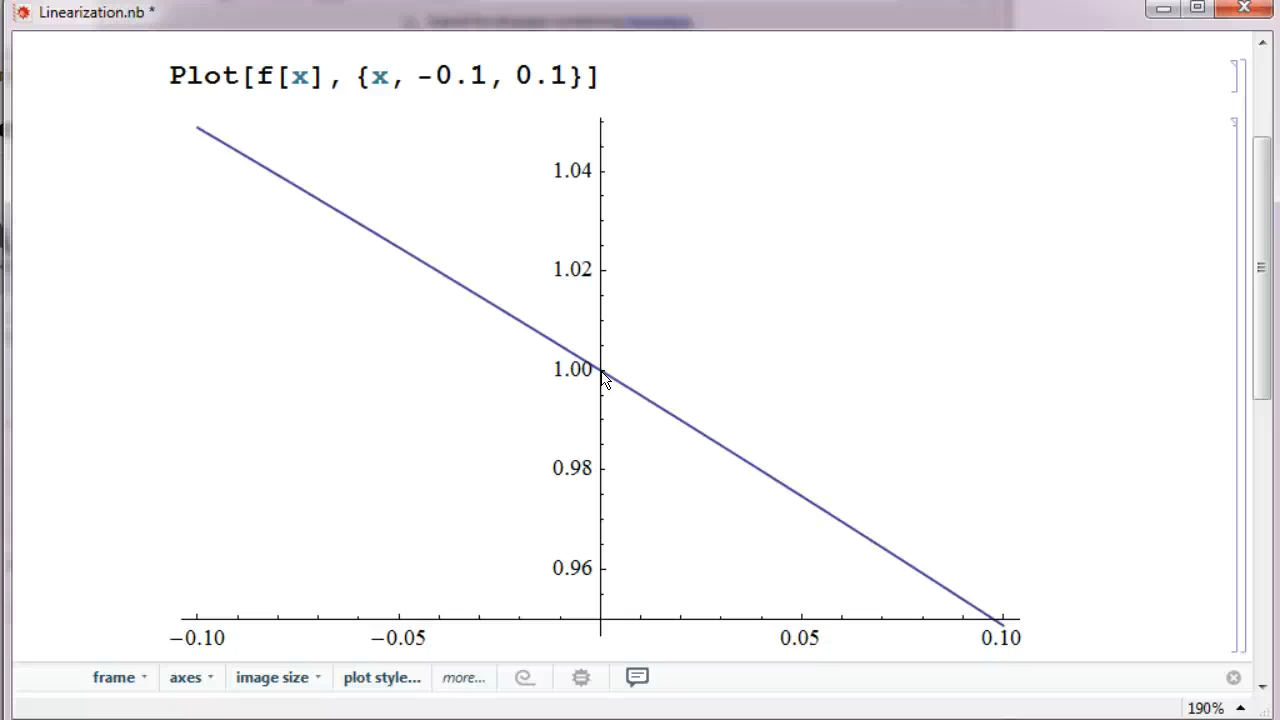 Linearization.nb *
Plot[f[x], {x, -0.1, 0.1}]
1.04
1.02
1.00
0.98
0.96
−0.10 −0.05 0.05 0.10
frame axes image size plot style... more...
190%